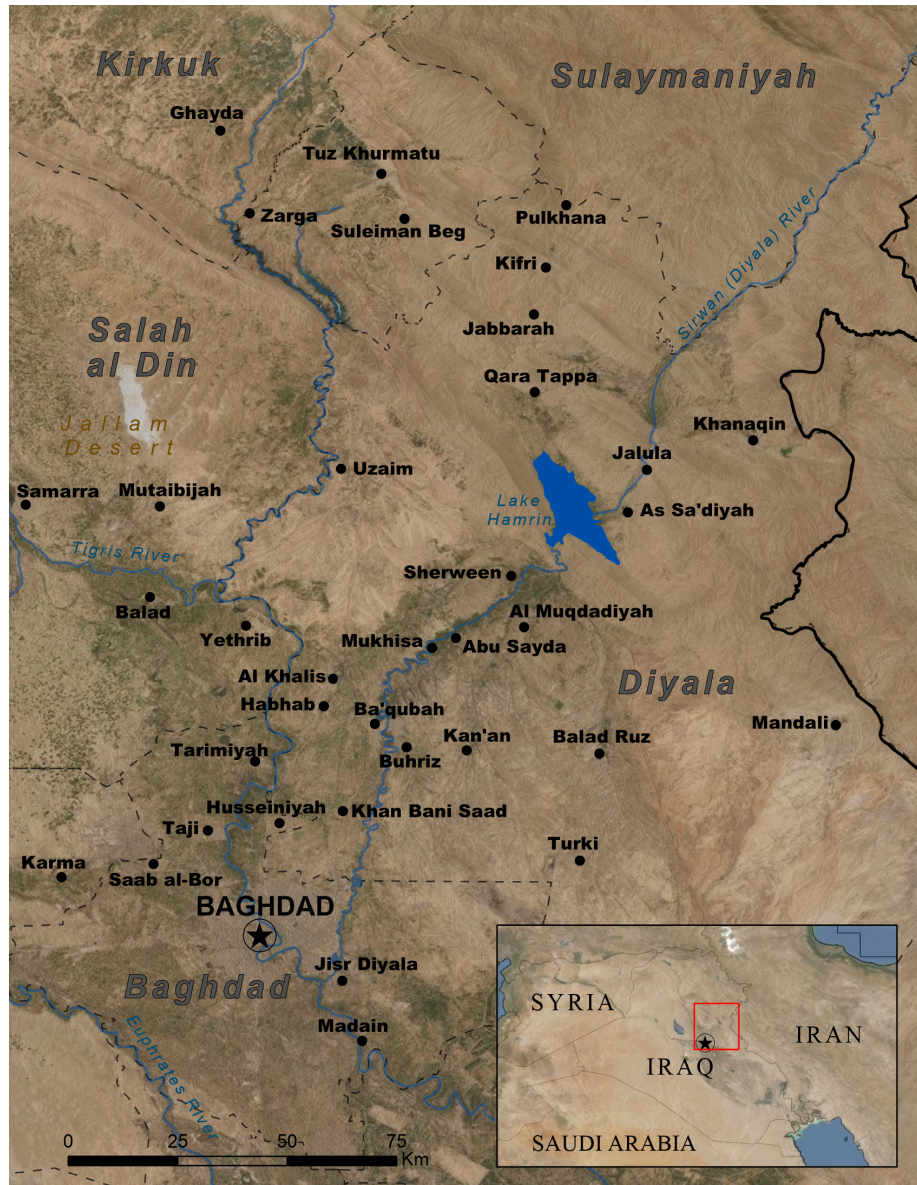 Kirkuk
Sulaymaniyah
Ghayda
Tuz Khurmatu
Zarga
Suleiman Beg
Pulkhana
Kifri
Sirwan (Diyala) River
Jabbarah
Salah
al Din
Qara Tappa
Jallam
Desert
Khanaqin
Uzaim
Jalula
Samarra
Mutaibijah
Lake
Hamrin
As Sa'diyah
Tigris River
Sherween
Balad
Al Muqdadiyah
Yethrib
Mukhisa
Abu Sayda
Al Khalis
Diyala
Habhab
Ba'qubah
Mandali
Kan'an
Balad Ruz
Tarimiyah
Buhriz
Husseiniyah
Khan Bani Saad
Taji
Turki
Karma
Saab al-Bor
BAGHDAD
Jisr Diyala
Baghdad
Madain
Euphrates River
SYRIA
IRAN
IRAQ
SAUDI ARABIA
0 25 50 75
Km